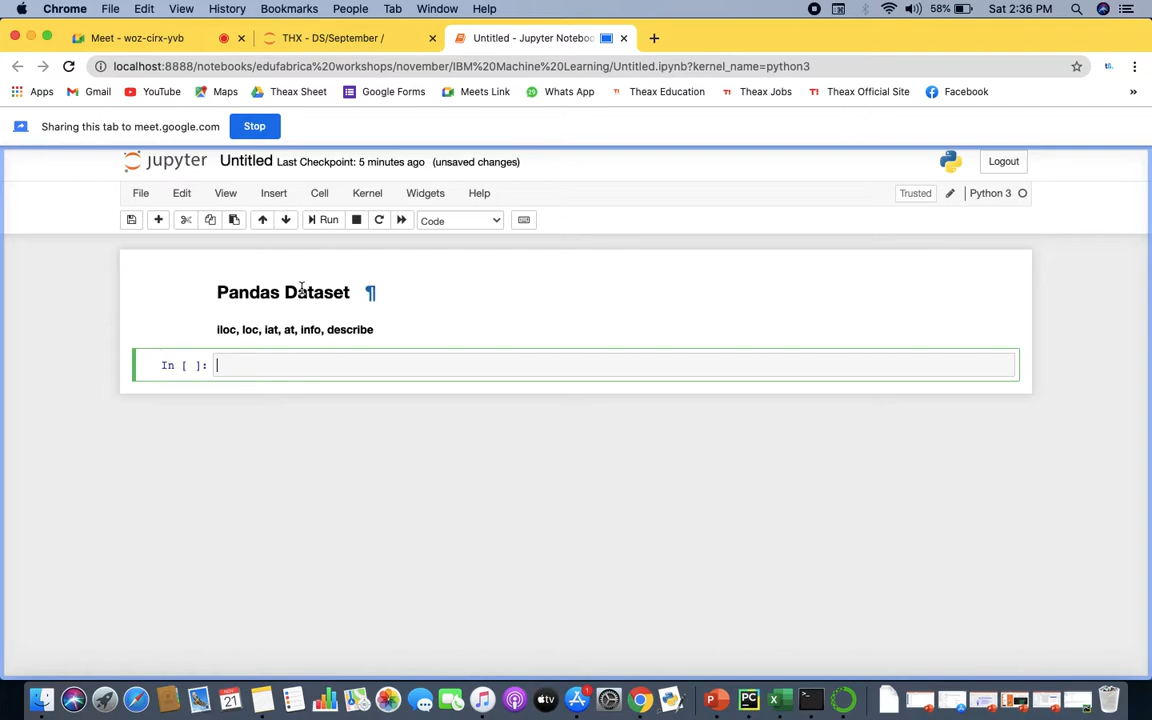 Chrome File Edit View History Bookmarks People Tab Window Help 58% Sat 2:36 PM
Meet - woz-cirx-yvb THX - DS/September / Untitled - Jupyter Noteboo
localhost:8888/notebooks/edufabrica%20workshops/november/IBM%20Machine%20Learning/Untitled.ipynb?kernel_name=python3
Apps Gmail YouTube Maps Theax Sheet Google Forms Meets Link Whats App Theax Education Theax Jobs Theax Official Site Facebook »
Sharing this tab to meet.google.com Stop
jupyter Untitled Last Checkpoint: 5 minutes ago (unsaved changes) Logout
File Edit View Insert Cell Kernel Widgets Help Trusted Python 3
Run Code
Pandas Dataset ¶
iloc, loc, iat, at, info, describe
In [ ]: